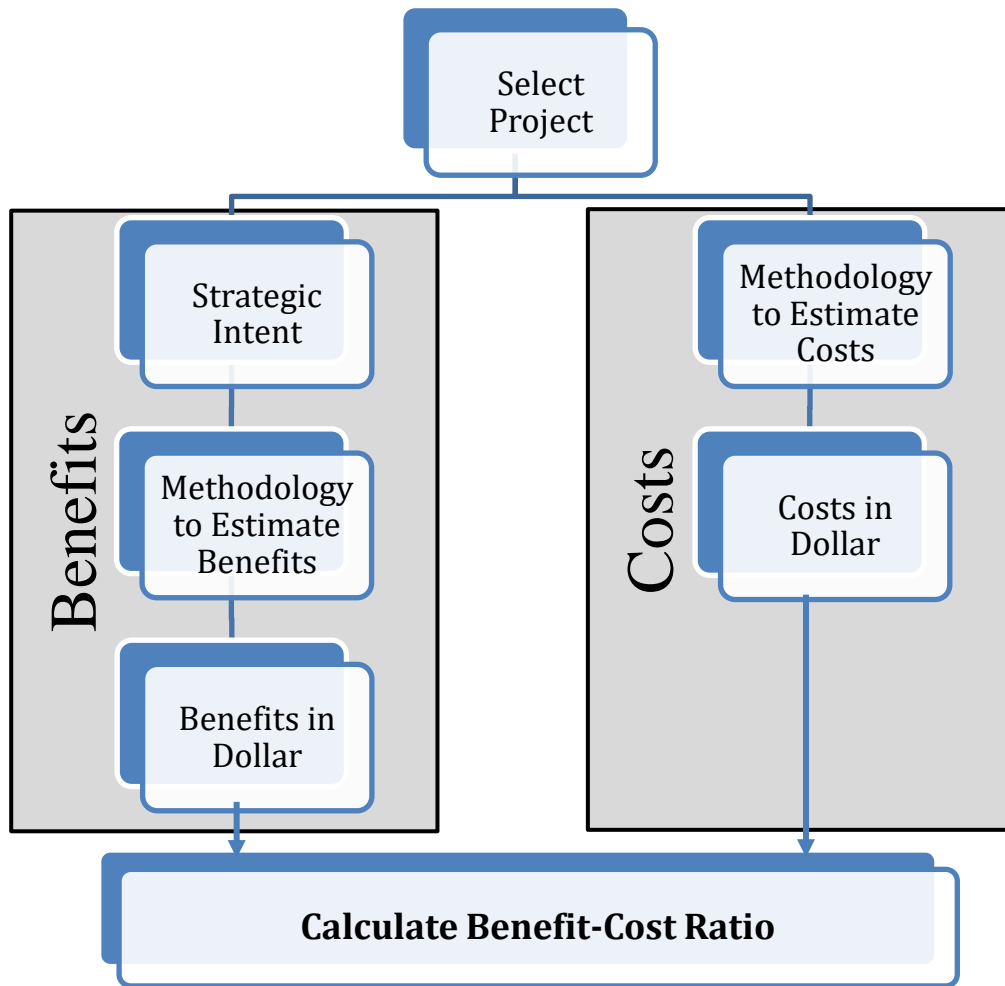 Select
Project
Benefits
Strategic
Intent
Methodology
to Estimate
Benefits
Benefits in
Dollar
Costs
Methodology
to Estimate
Costs
Costs in
Dollar
Calculate Benefit-Cost Ratio